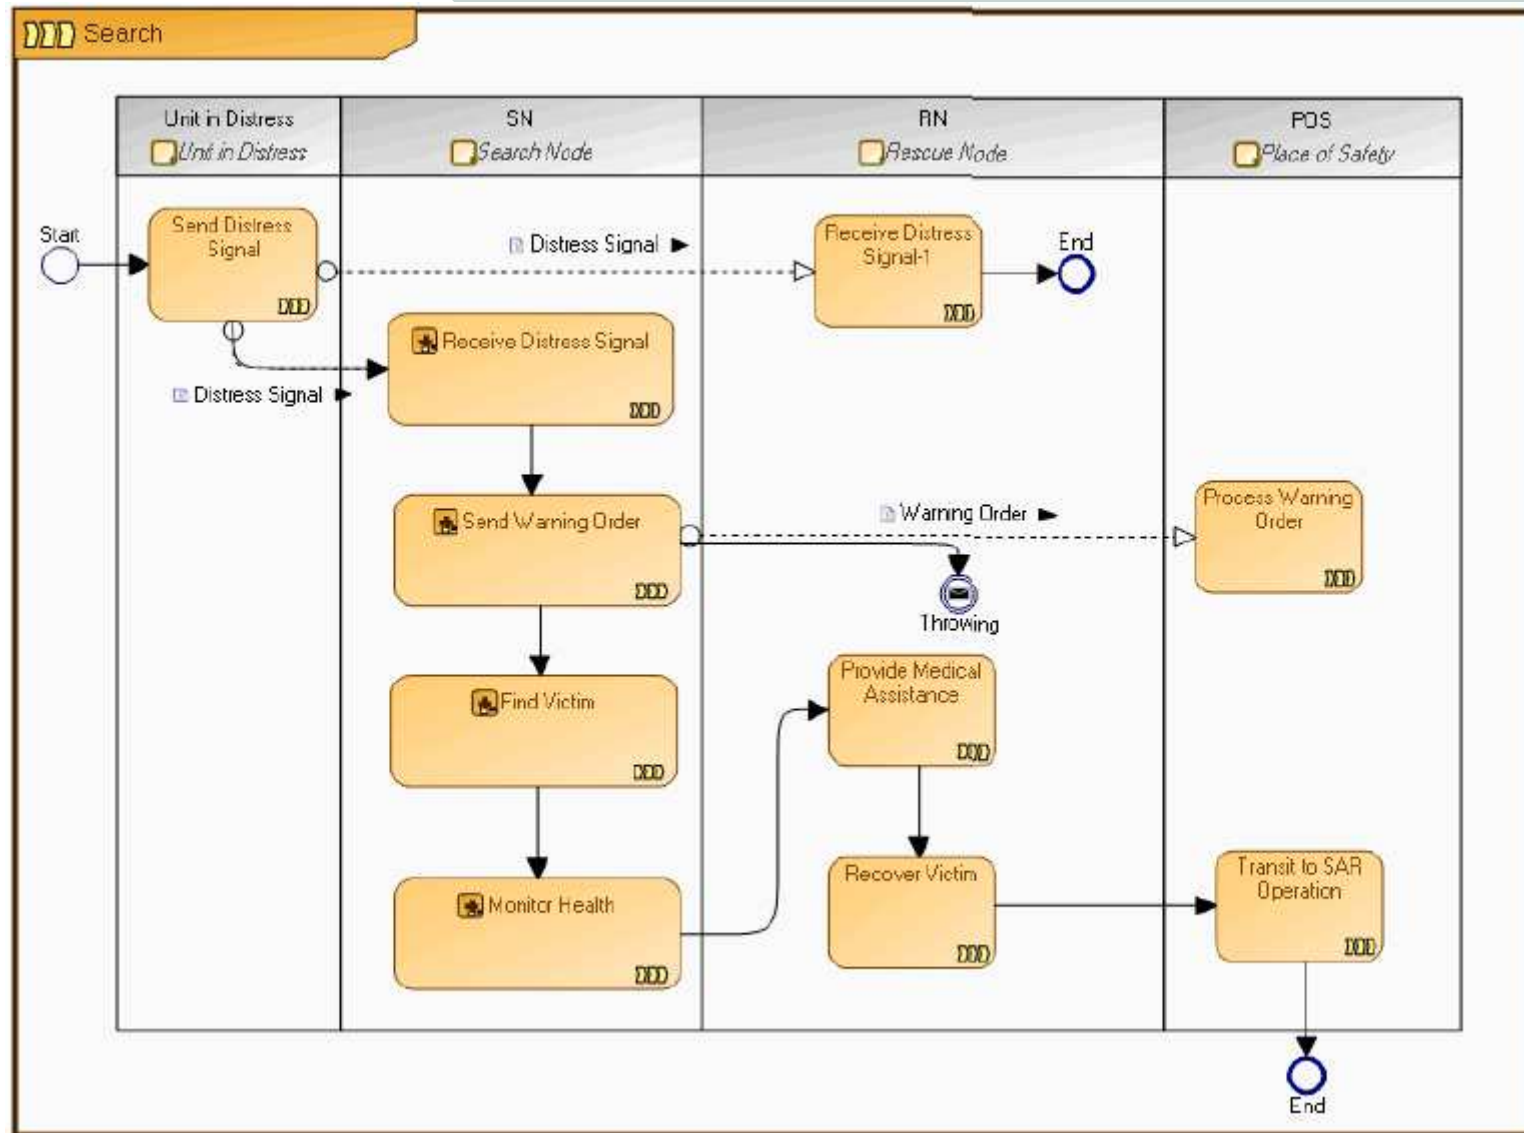 Search
Unit in Distress
Unit in Distress
SN
Search Node
RN
Rescue Node
POS
Place of Safety
Start
Send Distress
Signal
Distress Signal
Receive Distress
Signal-1
End
Receive Distress Signal
Distress Signal
Send Warning Order
Warning Order
Process Warning
Order
Throwing
Find Victim
Provide Medical
Assistance
Monitor Health
Recover Victim
Transit to SAR
Operation
End